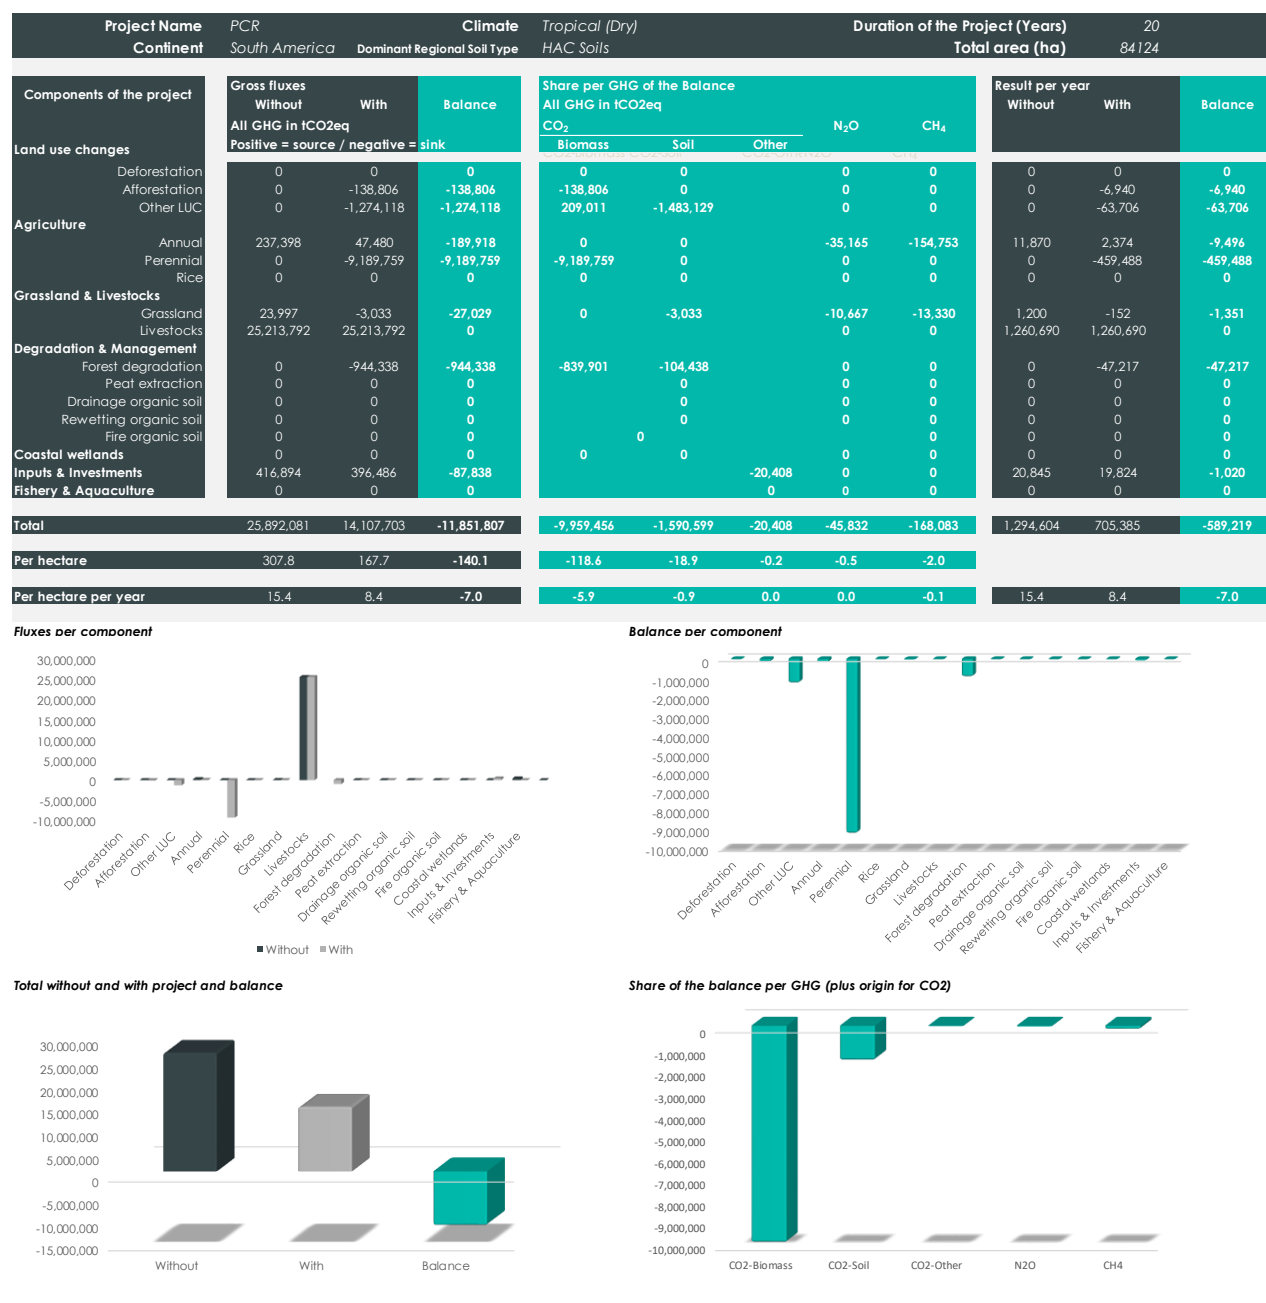 Project Name PCR Climate Tropical (Dry) Duration of the Project (Years) 20
Continent South America Dominant Regional Soil Type HAC Soils Total area (ha) 84124
Components of the project Gross fluxes Share per GHG of the Balance Result per year
Without With Balance All GHG in tCO2eq Without With Balance
All GHG in tCO2eq CO2 N2O CH4
Positive = source / negative = sink Biomass Soil Other
Land use changes
Deforestation 0 0 0 0 0 0 0 0 0 0
Afforestation 0 -138,806 -138,806 -138,806 0 0 0 0 -6,940 -6,940
Other LUC 0 -1,274,118 -1,274,118 209,011 -1,483,129 0 0 0 -63,706 -63,706
Agriculture
Annual 237,398 47,480 -189,918 0 0 -35,165 -154,753 11,870 2,374 -9,496
Perennial 0 -9,189,759 -9,189,759 -9,189,759 0 0 0 0 -459,488 -459,488
Rice 0 0 0 0 0 0 0 0 0 0
Grassland & Livestocks
Grassland 23,997 -3,033 -27,029 0 -3,033 -10,667 -13,330 1,200 -152 -1,351
Livestocks 25,213,792 25,213,792 0 0 0 1,260,690 1,260,690 0
Degradation & Management
Forest degradation 0 -944,338 -944,338 -839,901 -104,438 0 0 0 -47,217 -47,217
Peat extraction 0 0 0 0 0 0 0 0 0
Drainage organic soil 0 0 0 0 0 0 0 0 0
Rewetting organic soil 0 0 0 0 0 0 0 0 0
Fire organic soil 0 0 0 0 0 0 0 0
Coastal wetlands 0 0 0 0 0 0 0 0 0 0
Inputs & Investments 416,894 396,486 -87,838 -20,408 0 0 20,845 19,824 -1,020
Fishery & Aquaculture 0 0 0 0 0 0 0 0 0
Total 25,892,081 14,107,703 -11,851,807 -9,959,456 -1,590,599 -20,408 -45,832 -168,083 1,294,604 705,385 -589,219
Per hectare 307.8 167.7 -140.1 -118.6 -18.9 -0.2 -0.5 -2.0
Per hectare per year 15.4 8.4 -7.0 -5.9 -0.9 0.0 0.0 -0.1 15.4 8.4 -7.0
Fluxes per component
30,000,000
25,000,000
20,000,000
15,000,000
10,000,000
5,000,000
0
-5,000,000
-10,000,000
Deforestation
Afforestation
Other LUC
Annual
Perennial
Rice
Grassland
Livestocks
Forest degradation
Peat extraction
Drainage organic soil
Rewetting organic soil
Fire organic soil
Coastal wetlands
Inputs & Investments
Fishery & Aquaculture
Without With
Balance per component
0
-1,000,000
-2,000,000
-3,000,000
-4,000,000
-5,000,000
-6,000,000
-7,000,000
-8,000,000
-9,000,000
-10,000,000
Deforestation
Afforestation
Other LUC
Annual
Perennial
Rice
Grassland
Livestocks
Forest degradation
Peat extraction
Drainage organic soil
Rewetting organic soil
Fire organic soil
Coastal wetlands
Inputs & Investments
Fishery & Aquaculture
Total without and with project and balance
30,000,000
25,000,000
20,000,000
15,000,000
10,000,000
5,000,000
0
-5,000,000
-10,000,000
-15,000,000
Without With Balance
Share of the balance per GHG (plus origin for CO2)
0
-1,000,000
-2,000,000
-3,000,000
-4,000,000
-5,000,000
-6,000,000
-7,000,000
-8,000,000
-9,000,000
-10,000,000
CO2-Biomass CO2-Soil CO2-Other N2O CH4